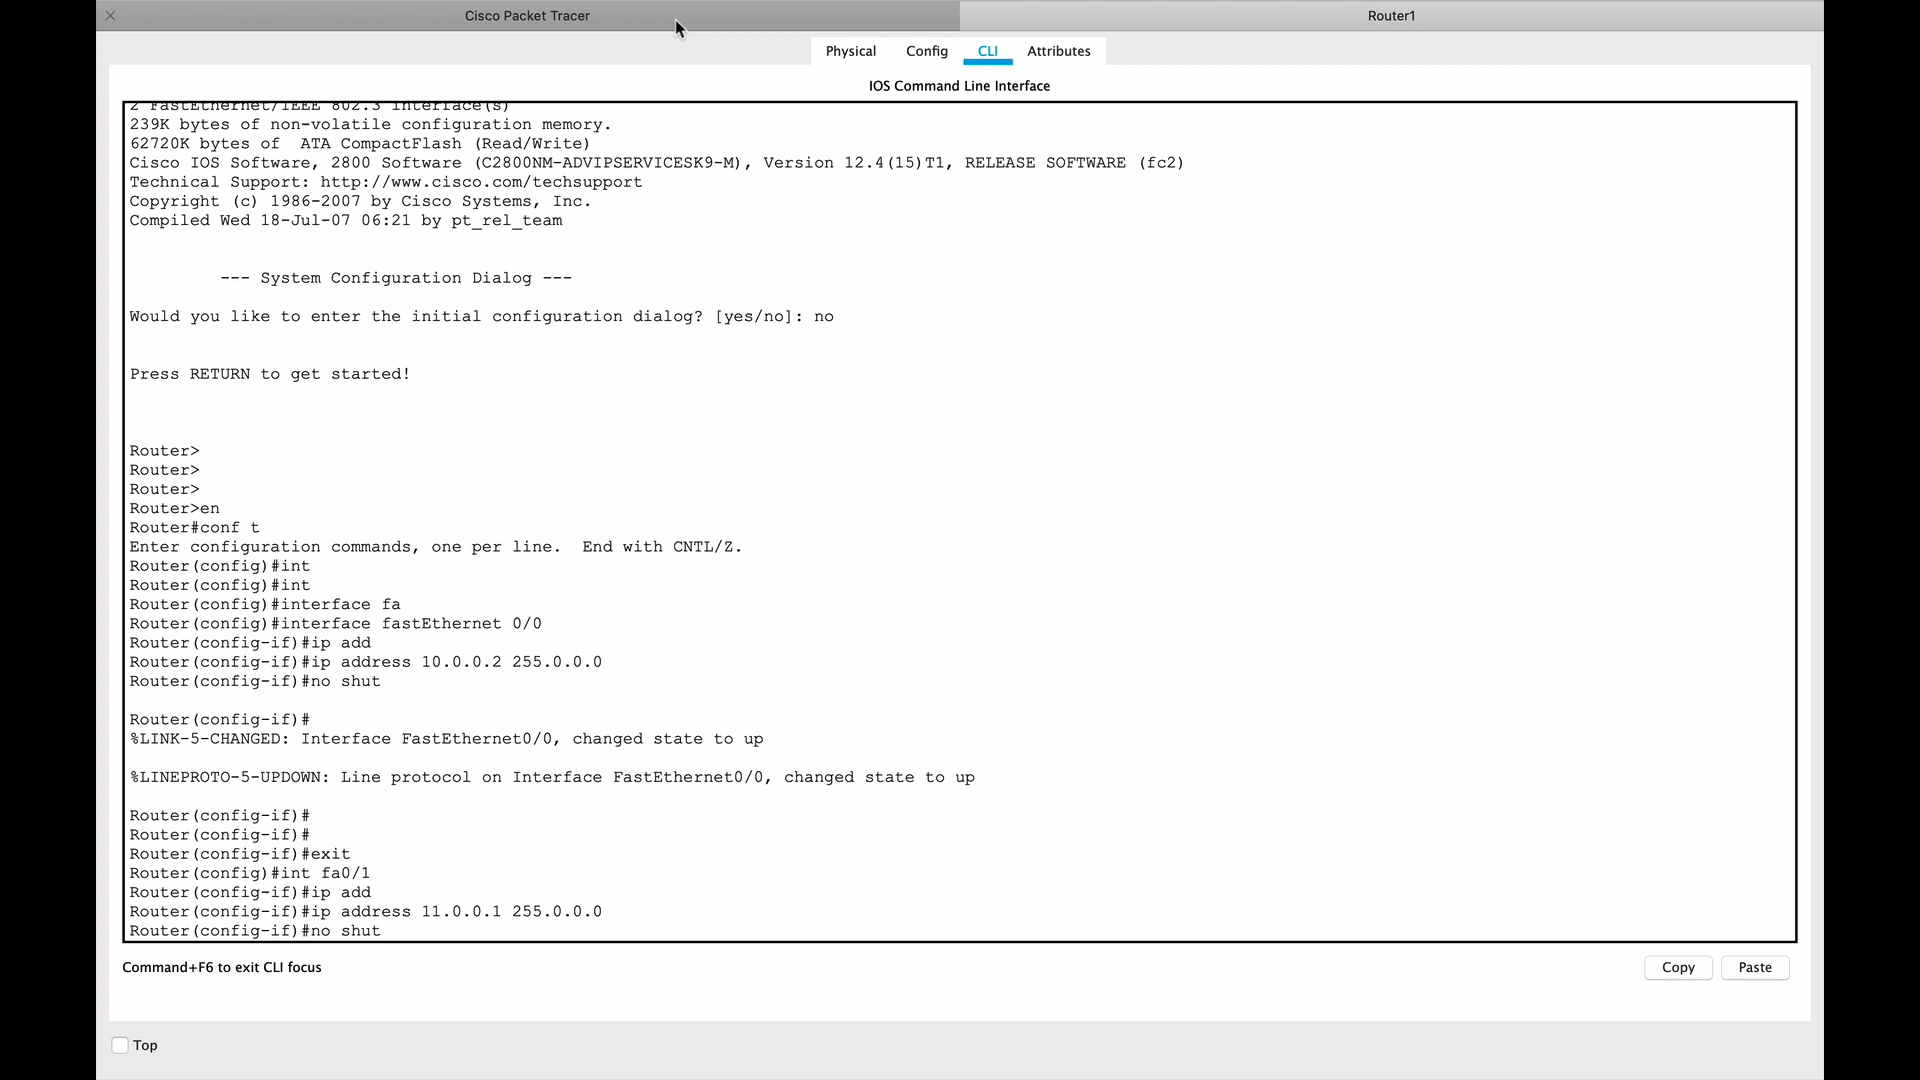 Cisco Packet Tracer
Router1
Physical
Config
CLI
Attributes
IOS Command Line Interface
2 FastEthernet/IEEE 802.3 interface(s)
239K bytes of non-volatile configuration memory.
62720K bytes of  ATA CompactFlash (Read/Write)
Cisco IOS Software, 2800 Software (C2800NM-ADVIPSERVICESK9-M), Version 12.4(15)T1, RELEASE SOFTWARE (fc2)
Technical Support: http://www.cisco.com/techsupport
Copyright (c) 1986-2007 by Cisco Systems, Inc.
Compiled Wed 18-Jul-07 06:21 by pt_rel_team
--- System Configuration Dialog ---
Would you like to enter the initial configuration dialog? [yes/no]: no
Press RETURN to get started!
Router>
Router>
Router>
Router>en
Router#conf t
Enter configuration commands, one per line.  End with CNTL/Z.
Router(config)#int
Router(config)#int
Router(config)#interface fa
Router(config)#interface fastEthernet 0/0
Router(config-if)#ip add
Router(config-if)#ip address 10.0.0.2 255.0.0.0
Router(config-if)#no shut
Router(config-if)#
%LINK-5-CHANGED: Interface FastEthernet0/0, changed state to up
%LINEPROTO-5-UPDOWN: Line protocol on Interface FastEthernet0/0, changed state to up
Router(config-if)#
Router(config-if)#
Router(config-if)#exit
Router(config)#int fa0/1
Router(config-if)#ip add
Router(config-if)#ip address 11.0.0.1 255.0.0.0
Router(config-if)#no shut
Command+F6 to exit CLI focus
Copy
Paste
Top